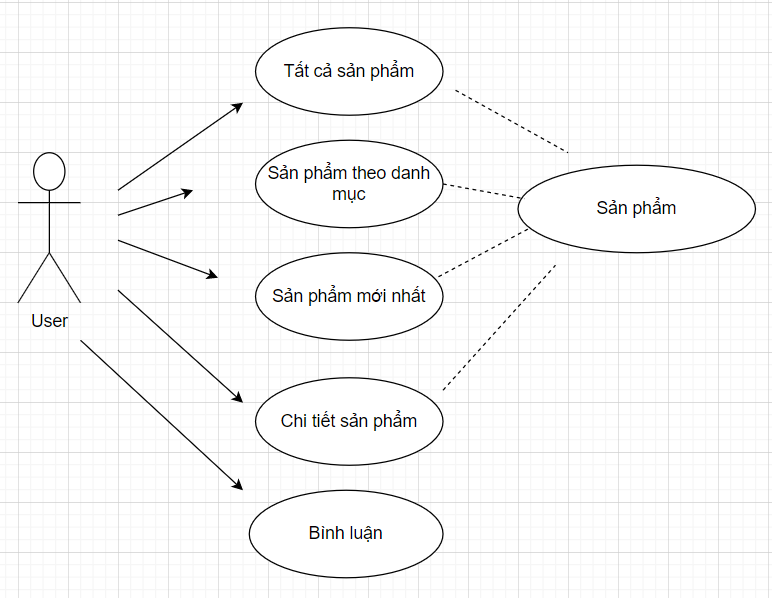 Tất cả sản phẩm
Sản phẩm theo danh
mục
Sản phẩm
Sản phẩm mới nhất
User
Chi tiết sản phẩm
Bình luận